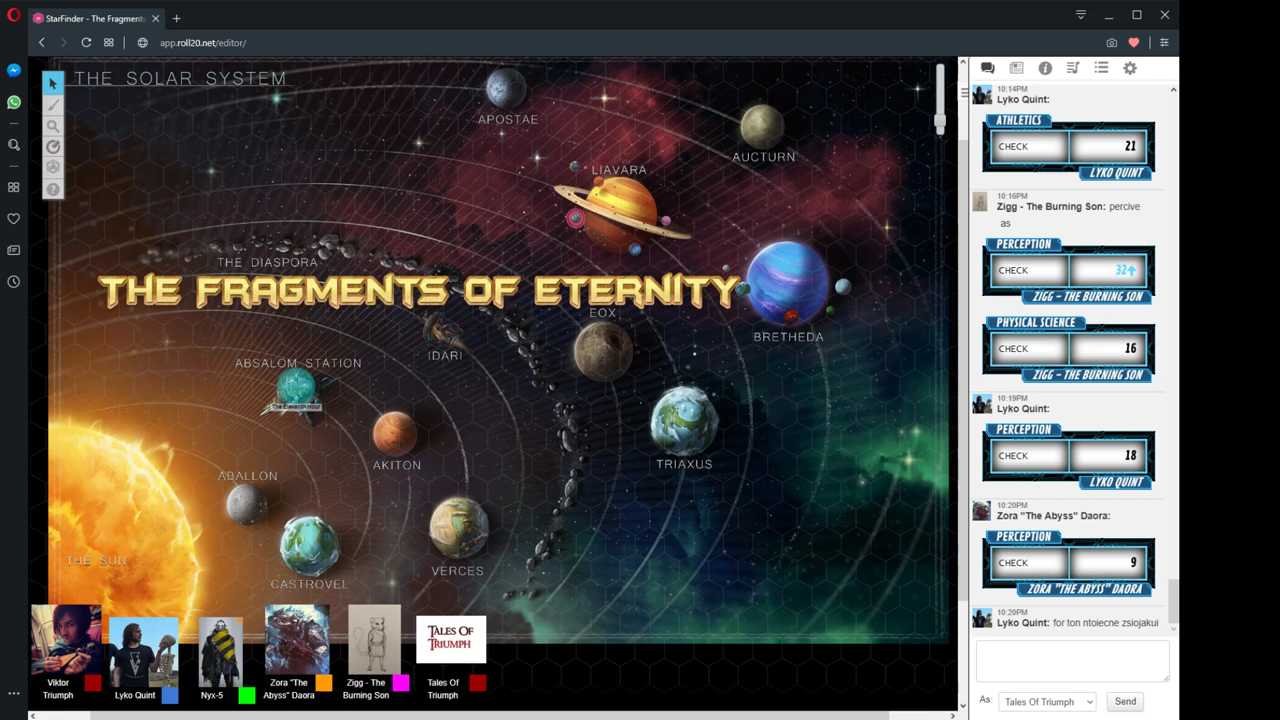 StarFinder - The Fragments
app.roll20.net/editor/
THE SOLAR SYSTEM
APOSTAE
AUCTURN
LIAVARA
THE DIASPORA
THE FRAGMENTS OF ETERNITY
EOX
BRETHEDA
IDARI
ABSALOM STATION
The Eleventh Hour
AKITON
TRIAXUS
ABALLON
VERCES
THE SUN
CASTROVEL
Viktor
Triumph
Lyko Quint
Nyx-5
Zora "The
Abyss" Daora
Zigg - The
Burning Son
TALES OF
TRIUMPH
Tales Of
Triumph
10:14PM
Lyko Quint:
ATHLETICS
CHECK 21
LYKO QUINT
10:16PM
Zigg - The Burning Son: percive
as
PERCEPTION
CHECK 32
ZIGG - THE BURNING SON
PHYSICAL SCIENCE
CHECK 16
ZIGG - THE BURNING SON
10:19PM
Lyko Quint:
PERCEPTION
CHECK 18
LYKO QUINT
10:20PM
Zora "The Abyss" Daora:
PERCEPTION
CHECK 9
ZORA "THE ABYSS" DAORA
10:20PM
Lyko Quint: for ton ntoiecne zsiojakui
As: Tales Of Triumph Send